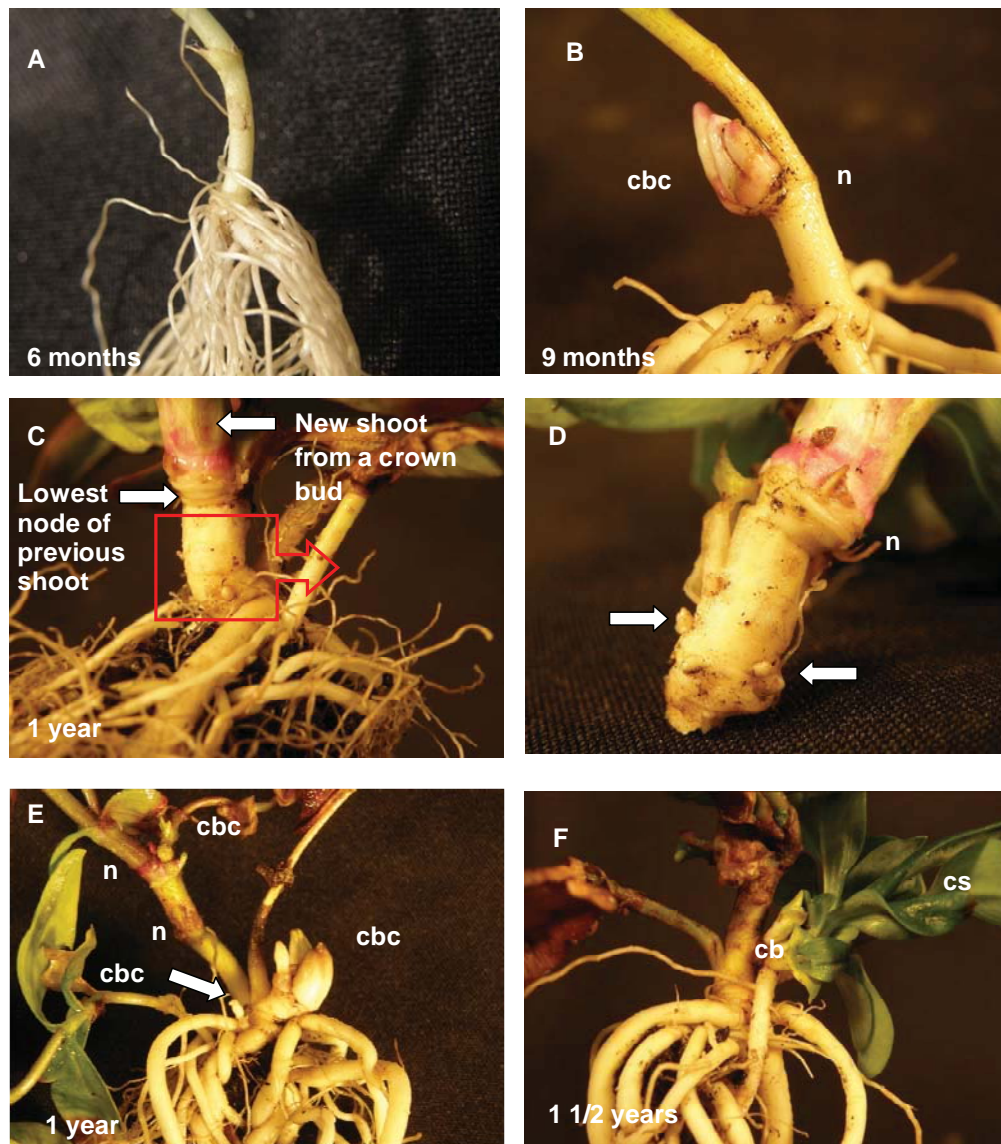 A
6 months
B
cbc
n
9 months
C
New shoot
from a crown
bud
Lowest
node of
previous
shoot
1 year
D
n
E
cbc
n
n
cbc
cbc
1 year
F
cs
cb
1 1/2 years